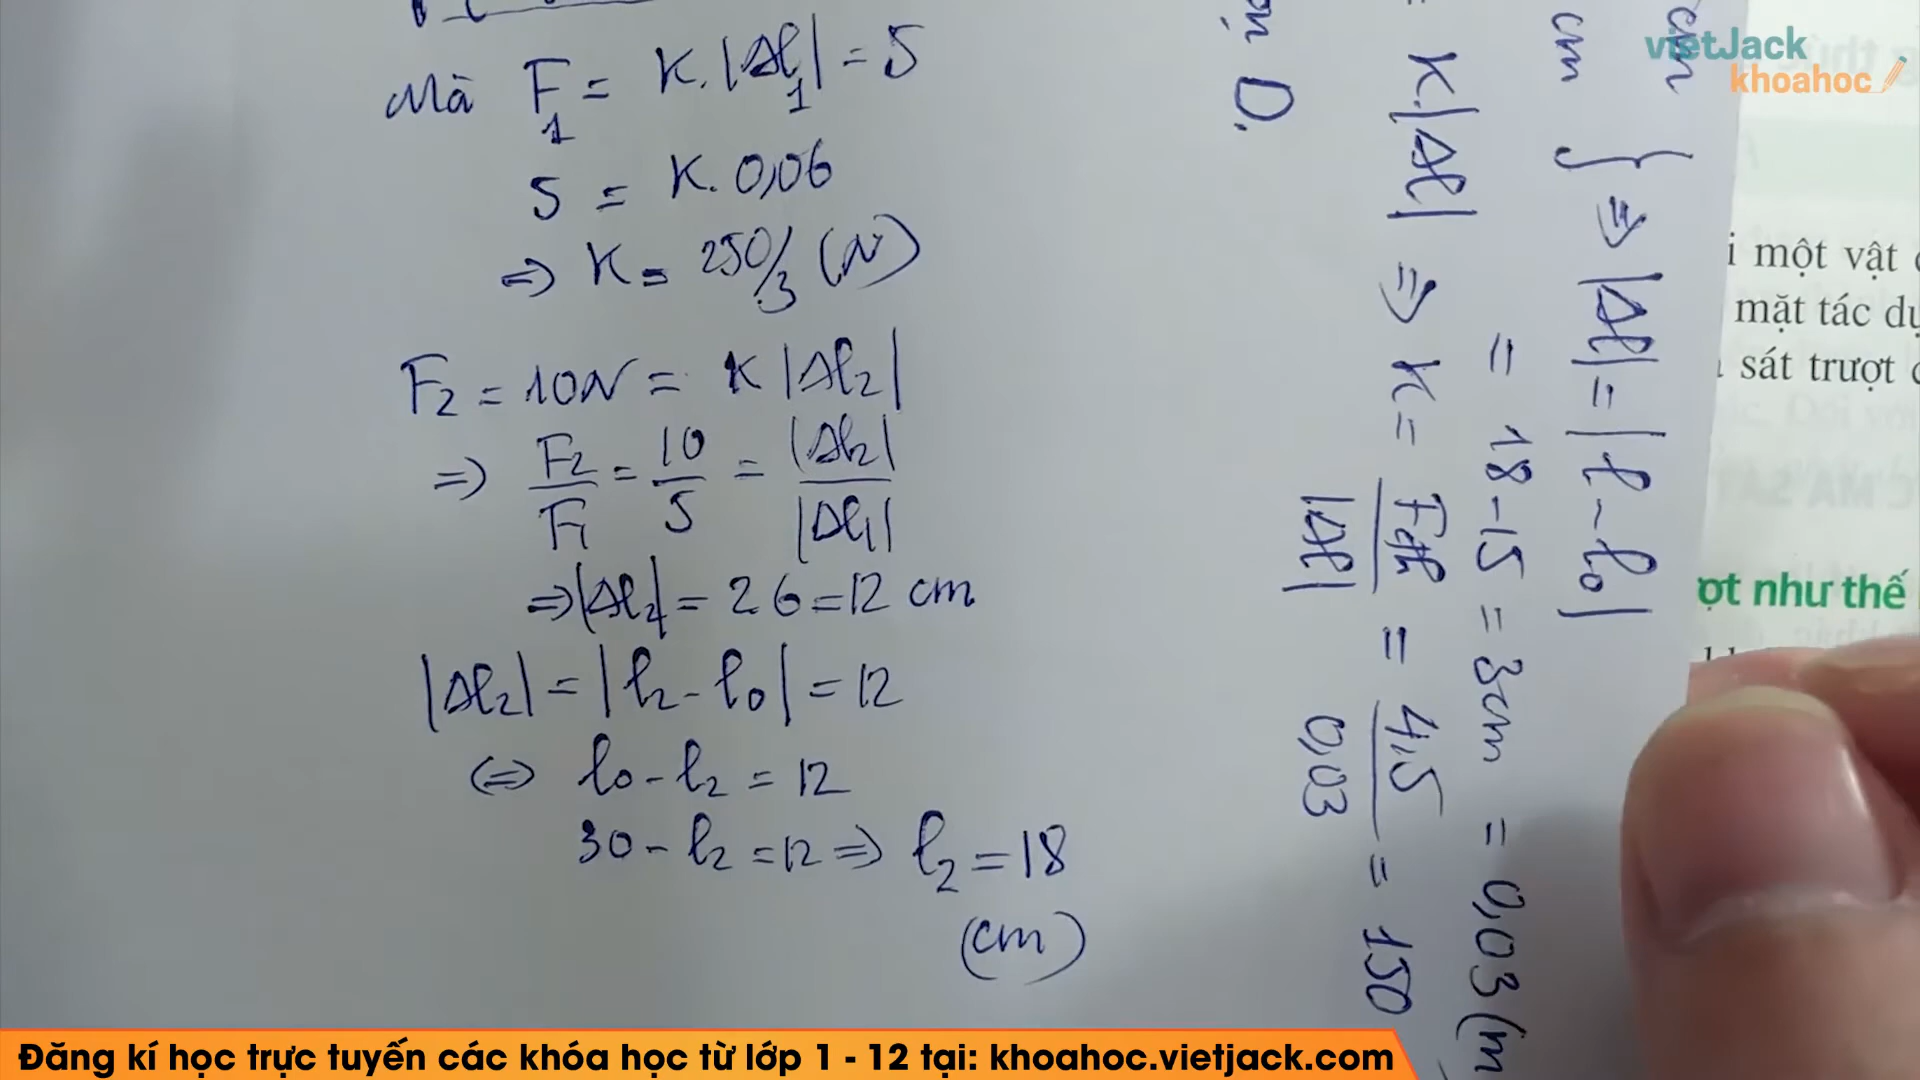 Mà F₁ = K.|Δl₁| = 5
5 = K. 0,06
=> K = 250/3 (N)
F₂ = 10N = K |Δl₂|
=> F₂/F₁ = 10/5 = |Δl₂|/|Δl₁|
=> |Δl₂| = 2 6 = 12 cm
|Δl₂| = |l₂ - l₀| = 12
<=> l₀ - l₂ = 12
30 - l₂ = 12 => l₂ = 18
(cm)
cm
cm } => |Δl| = |l - l₀|
= 18 - 15 = 3cm = 0,03 (m
= K.|Δl| => K = Fđh/|Δl| = 4,5/0,03 = 150
ọn D.
vietJack
khoahoc
i một vật
mặt tác dụ
sát trượt
ợt như thế
Đăng kí học trực tuyến các khóa học từ lớp 1 - 12 tại: khoahoc.vietjack.com